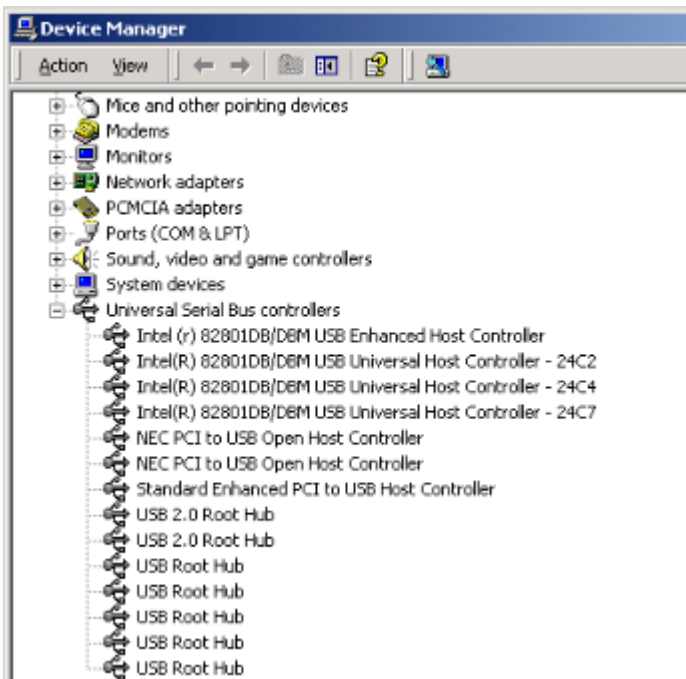 Device Manager
Action View
Mice and other pointing devices
Modems
Monitors
Network adapters
PCMCIA adapters
Ports (COM & LPT)
Sound, video and game controllers
System devices
Universal Serial Bus controllers
Intel (r) 82801DB/DBM USB Enhanced Host Controller
Intel(R) 82801DB/DBM USB Universal Host Controller - 24C2
Intel(R) 82801DB/DBM USB Universal Host Controller - 24C4
Intel(R) 82801DB/DBM USB Universal Host Controller - 24C7
NEC PCI to USB Open Host Controller
NEC PCI to USB Open Host Controller
Standard Enhanced PCI to USB Host Controller
USB 2.0 Root Hub
USB 2.0 Root Hub
USB Root Hub
USB Root Hub
USB Root Hub
USB Root Hub
USB Root Hub